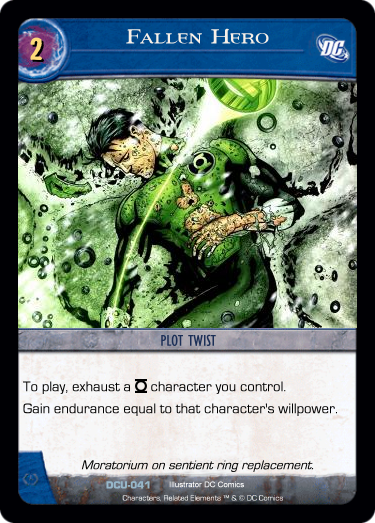 2
Fallen Hero
DC
PLOT TWIST
To play, exhaust a character you control.
Gain endurance equal to that character's willpower.
Moratorium on sentient ring replacement.
DCU-041 Illustrator DC Comics
Characters, Related Elements ™ & © DC Comics